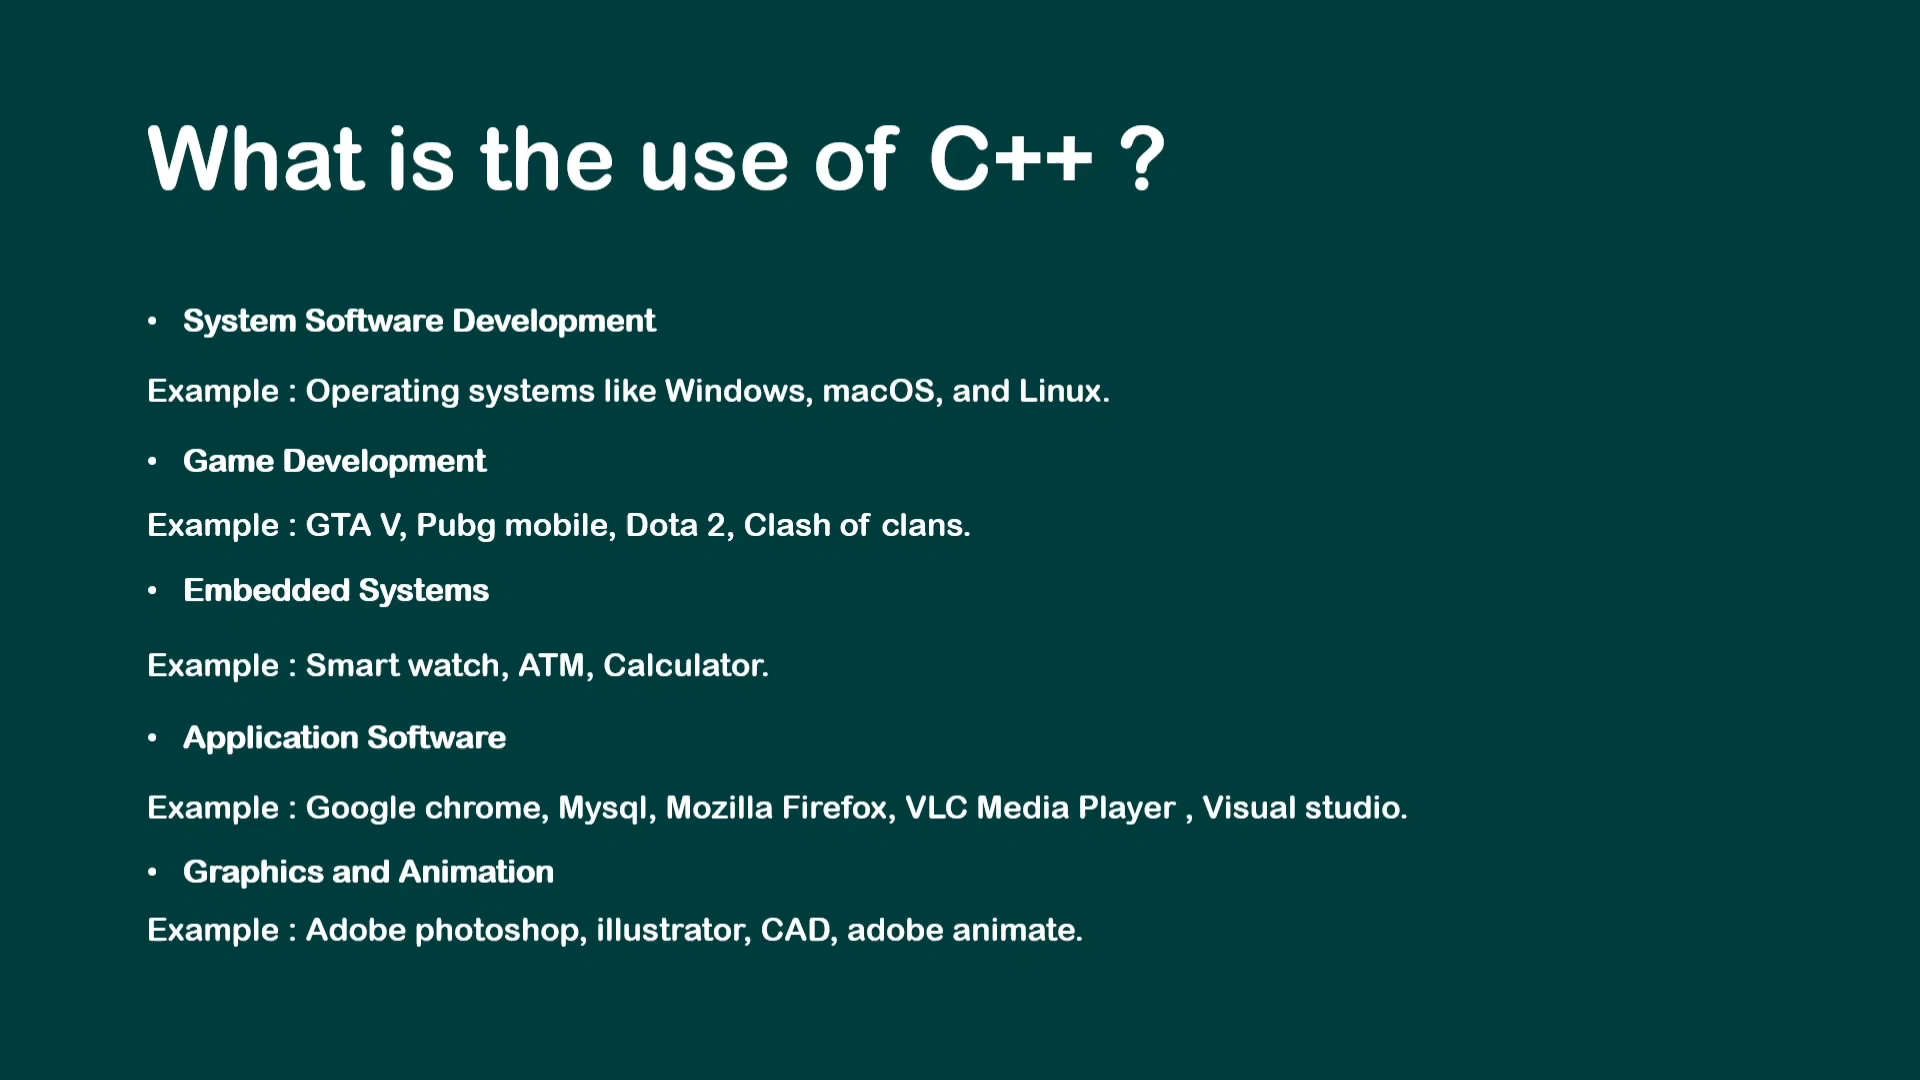 What is the use of C++ ?
• System Software Development
Example : Operating systems like Windows, macOS, and Linux.
• Game Development
Example : GTA V, Pubg mobile, Dota 2, Clash of clans.
• Embedded Systems
Example : Smart watch, ATM, Calculator.
• Application Software
Example : Google chrome, Mysql, Mozilla Firefox, VLC Media Player , Visual studio.
• Graphics and Animation
Example : Adobe photoshop, illustrator, CAD, adobe animate.